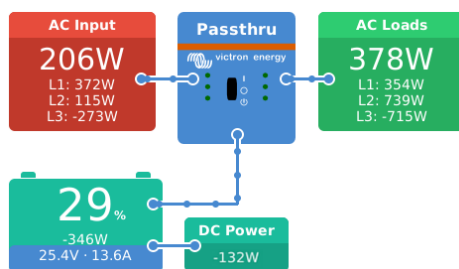 AC Input
206W
L1: 372W
L2: 115W
L3: -273W
Passthru
victron energy
I
AC Loads
378W
L1: 354W
L2: 739W
L3: -715W
29%
-346W
25.4V · 13.6A
DC Power
-132W